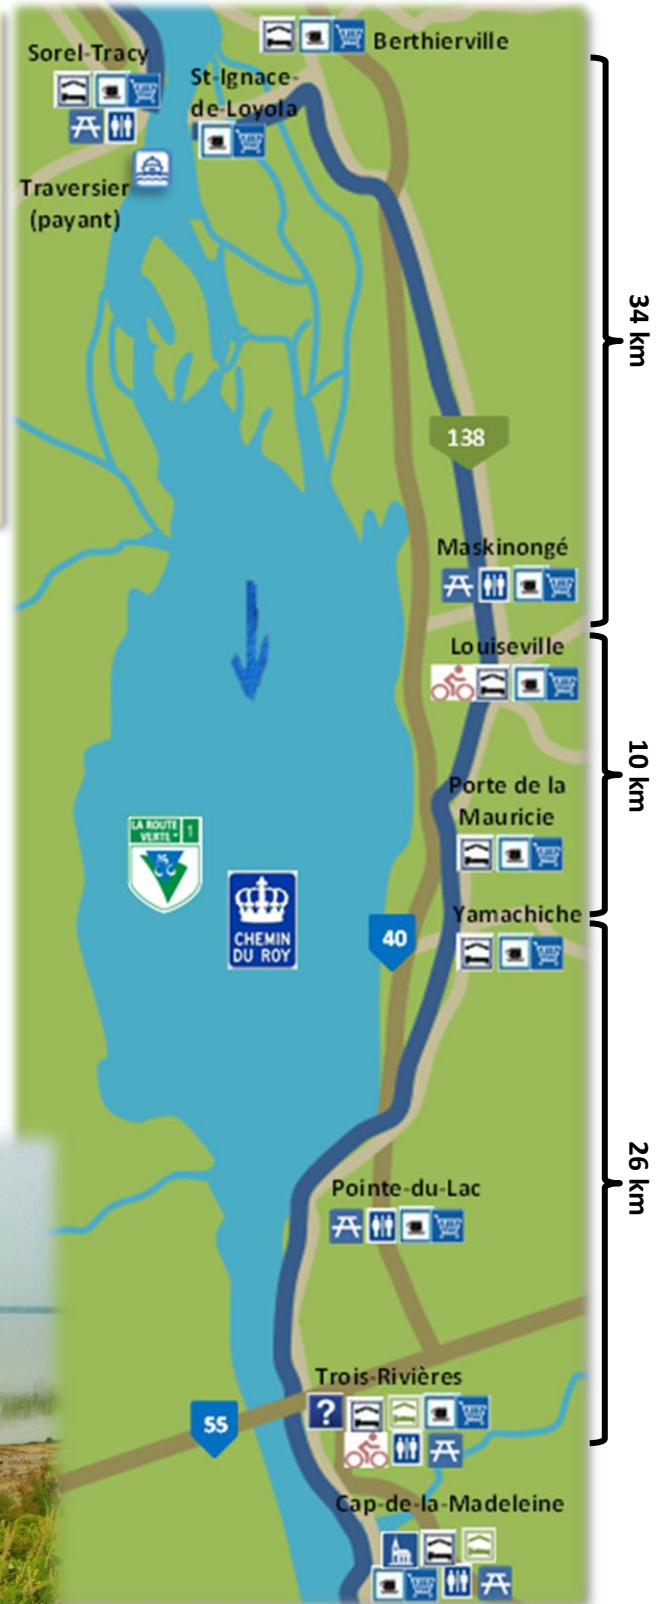 Berthierville
Sorel-Tracy
St-Ignace-
de-Loyola
Traversier
(payant)
34 km
138
Maskinongé
Louiseville
10 km
Porte de la
Mauricie
LA ROUTE
VERTE 1
CHEMIN
DU ROY
Yamachiche
40
26 km
Pointe-du-Lac
Trois-Rivières
?
55
Cap-de-la-Madeleine